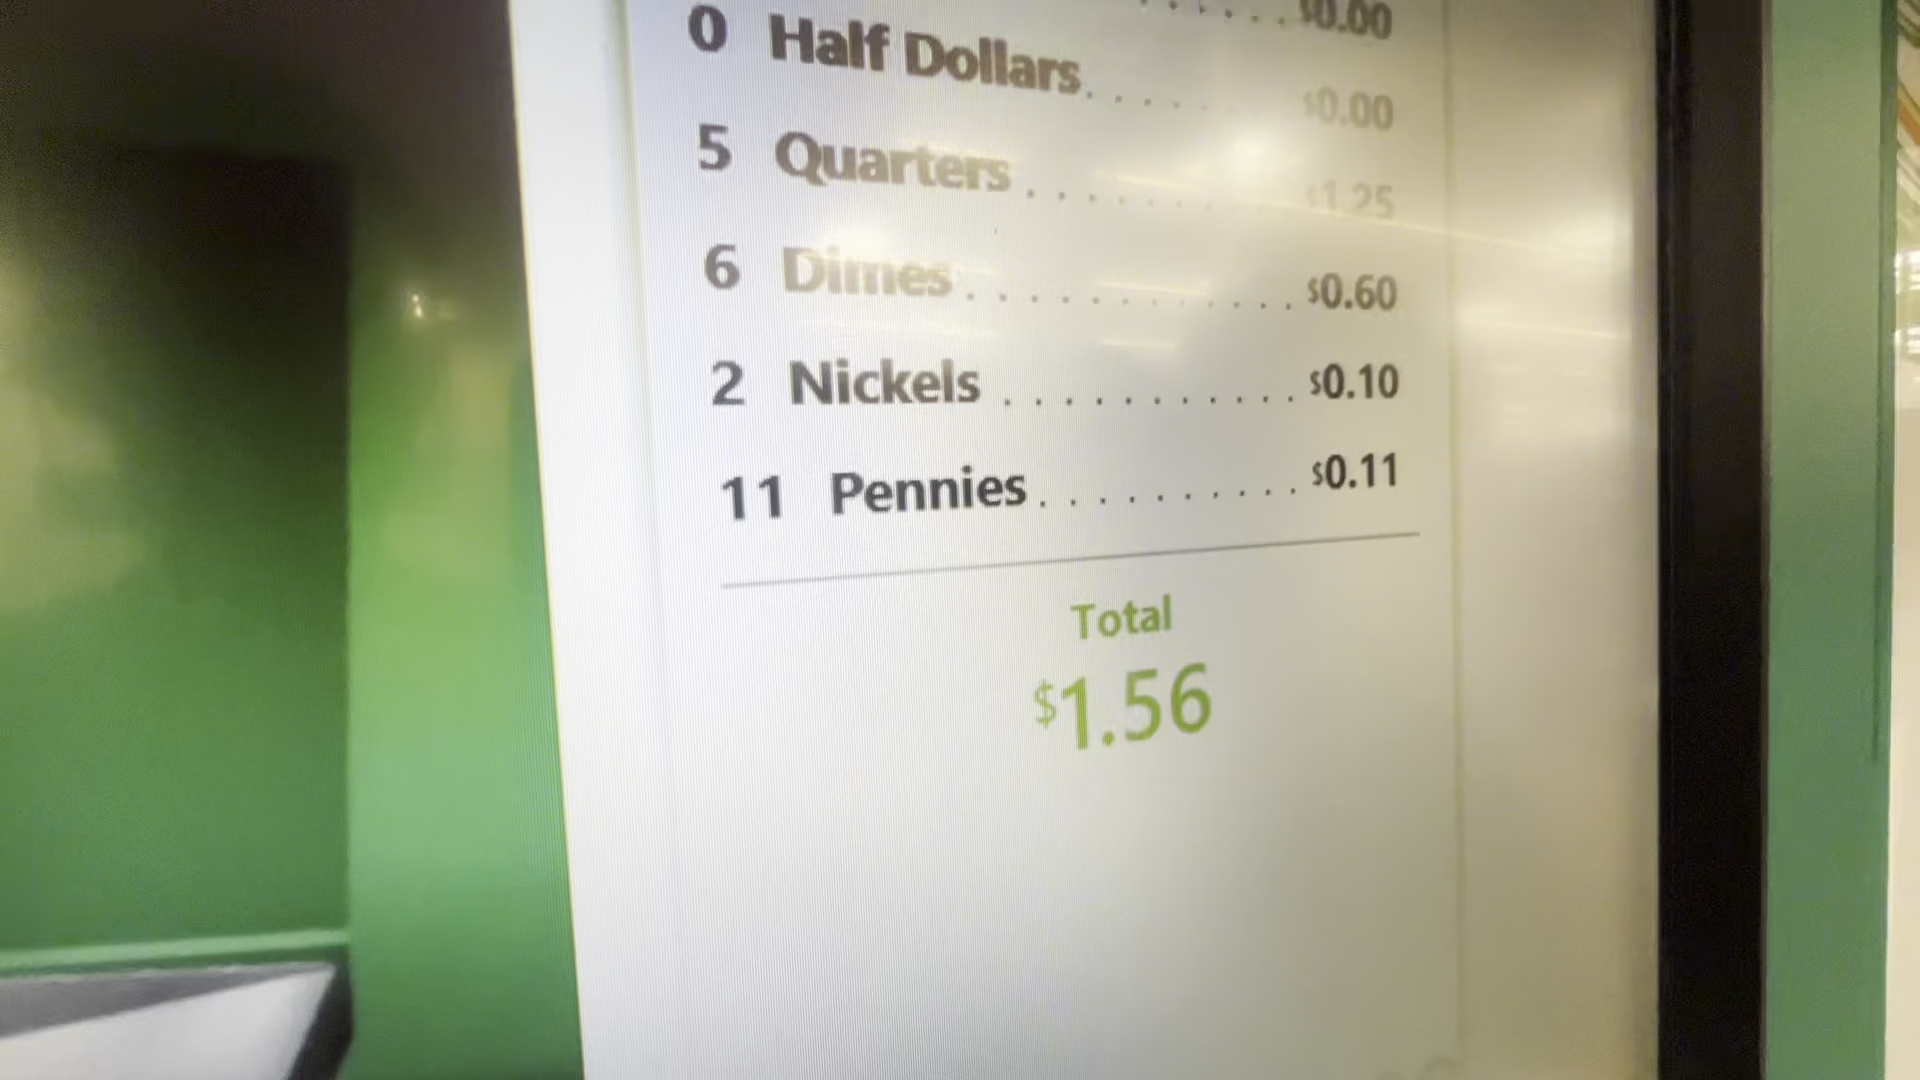 $0.00
0 Half Dollars..... $0.00
5 Quarters........ $1.25
6 Dimes............ $0.60
2 Nickels........... $0.10
11 Pennies.......... $0.11
Total
$1.56